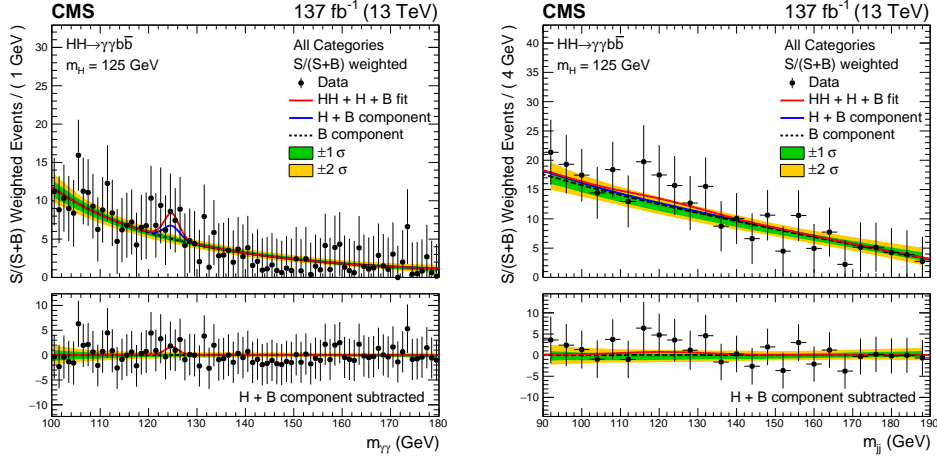 CMS 137 fb⁻¹ (13 TeV)
S/(S+B) Weighted Events / ( 1 GeV )
HH→γγbb̅
m_H = 125 GeV
All Categories
S/(S+B) weighted
Data
HH + H + B fit
H + B component
B component
±1 σ
±2 σ
30
25
20
15
10
5
0
10
5
0
−5
−10
H + B component subtracted
100 110 120 130 140 150 160 170 180
m_γγ (GeV)
CMS 137 fb⁻¹ (13 TeV)
S/(S+B) Weighted Events / ( 4 GeV )
HH→γγbb̅
m_H = 125 GeV
All Categories
S/(S+B) weighted
Data
HH + H + B fit
H + B component
B component
±1 σ
±2 σ
40
35
30
25
20
15
10
5
0
10
5
0
−5
−10
H + B component subtracted
90 100 110 120 130 140 150 160 170 180 190
m_jj (GeV)